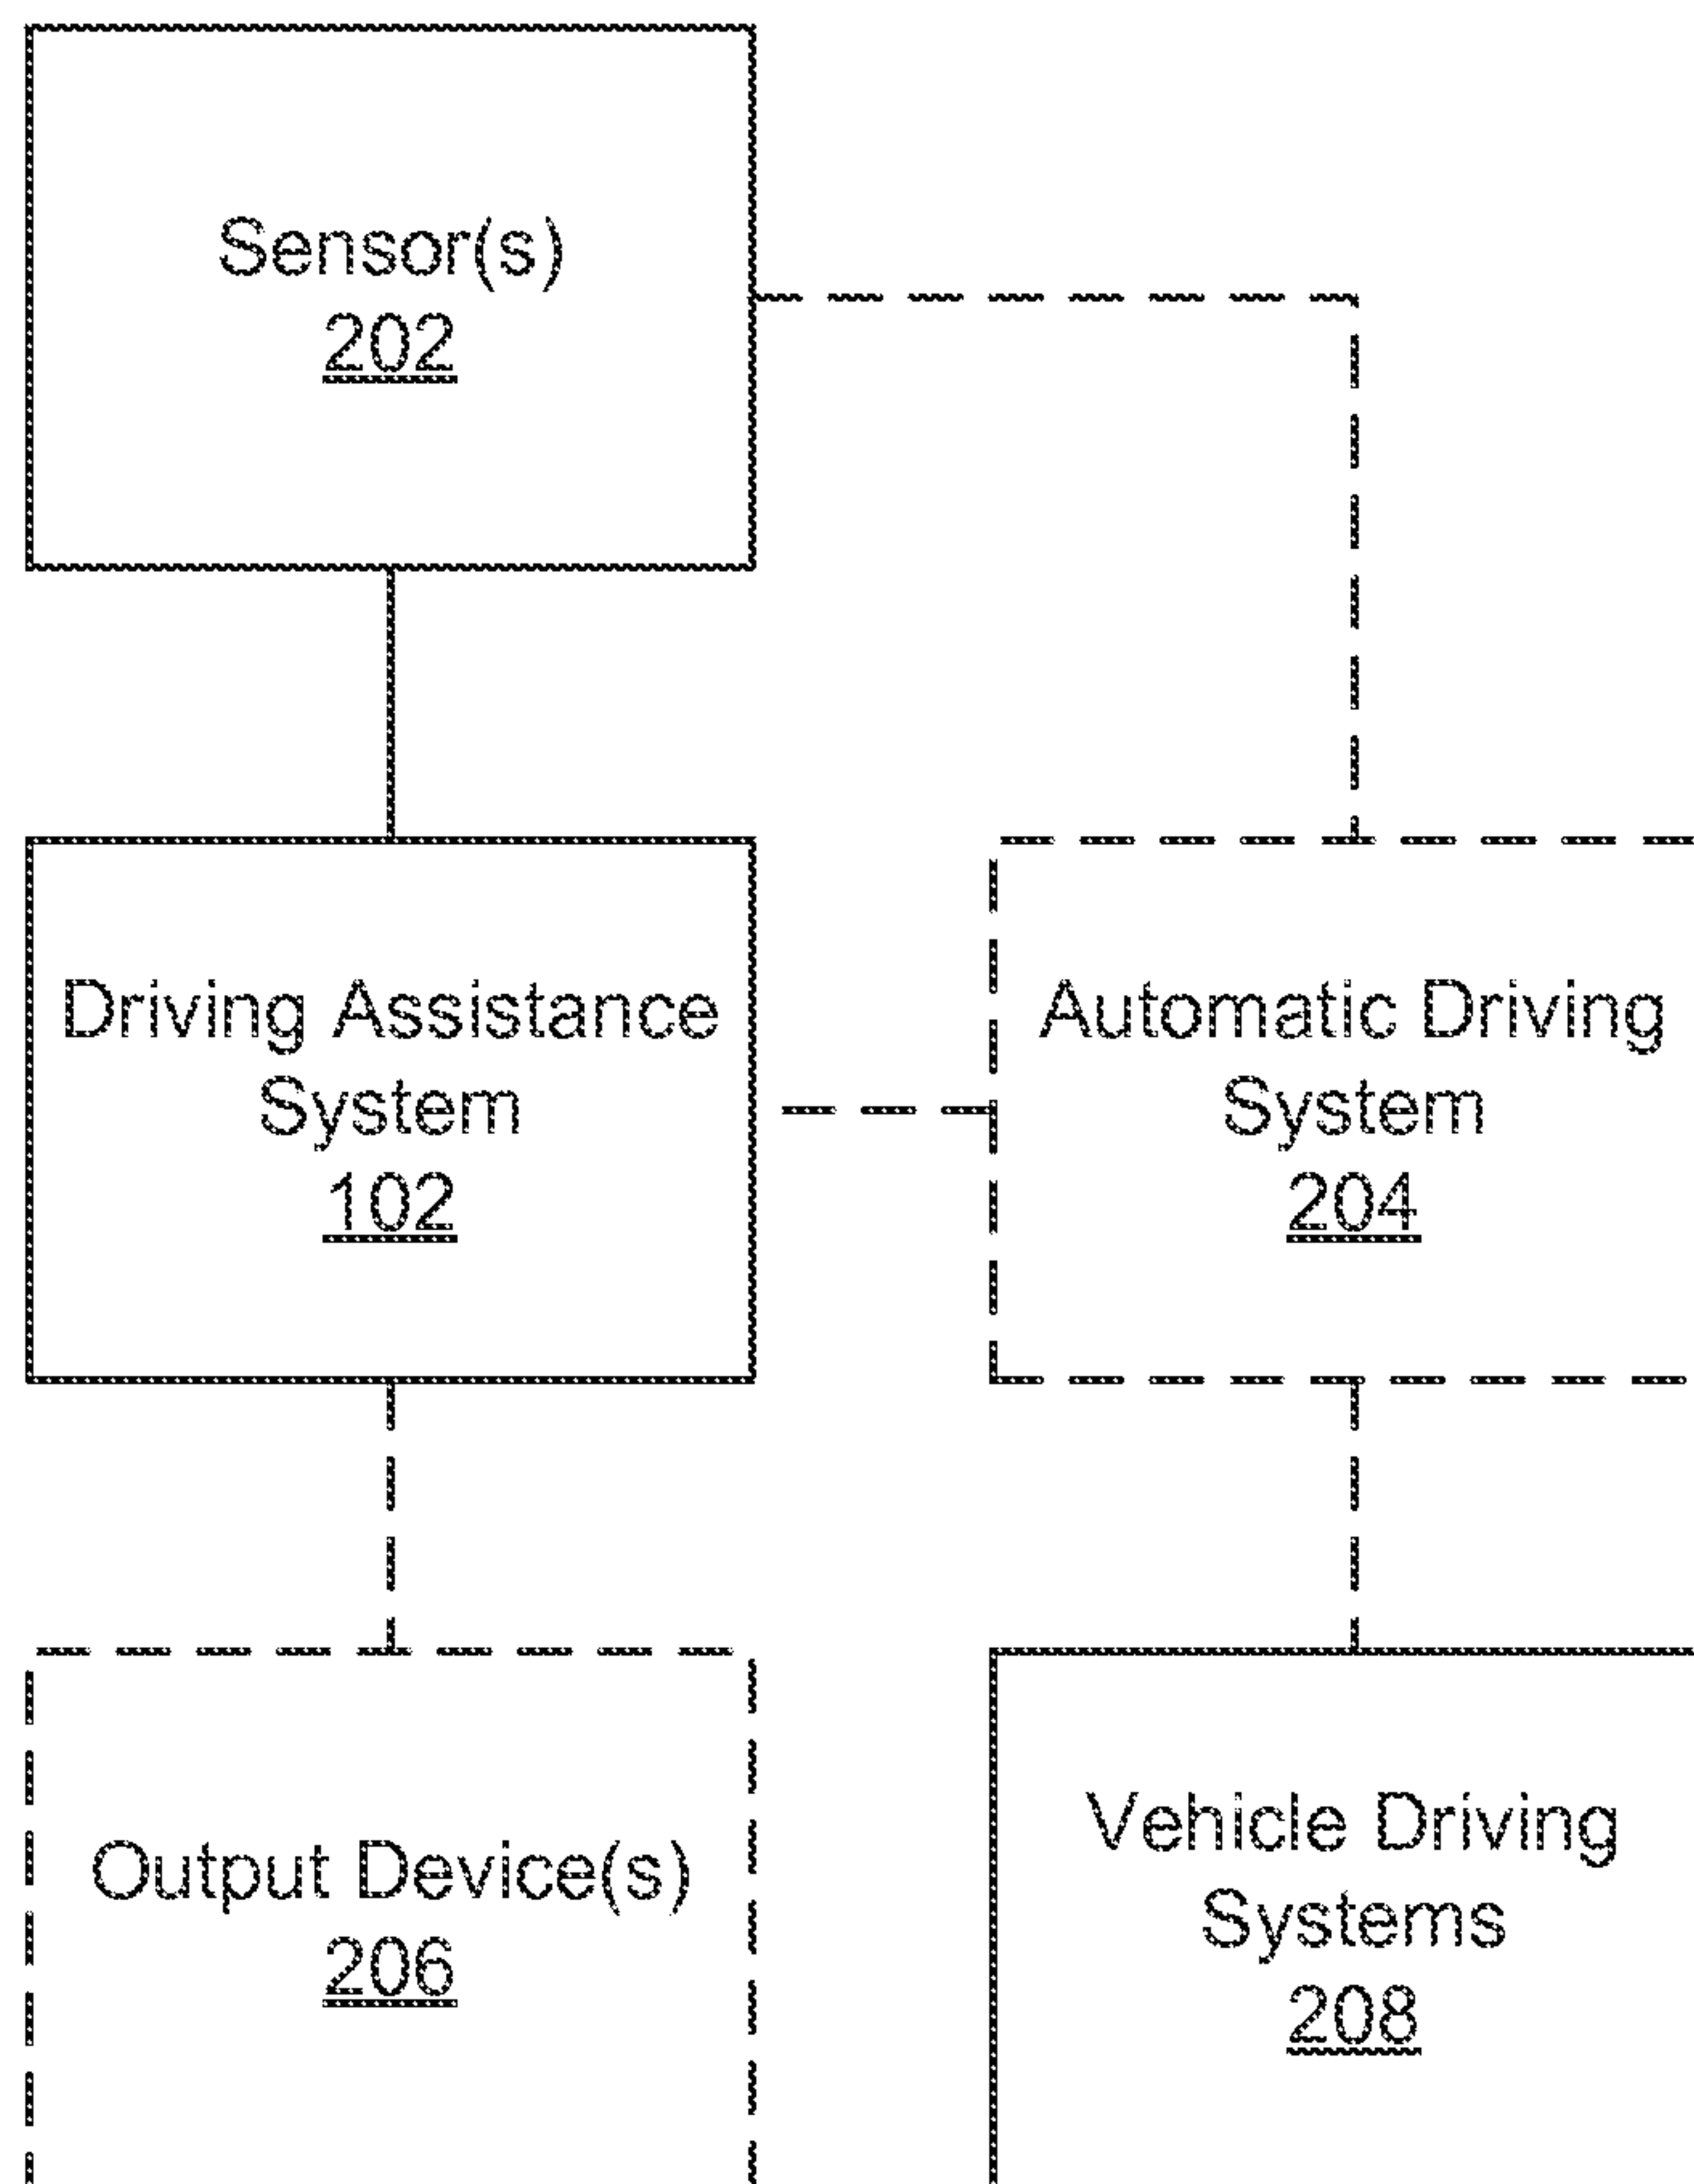 Sensor(s)
202
Driving Assistance
System
102
Automatic Driving
System
204
Output Device(s)
206
Vehicle Driving
Systems
208